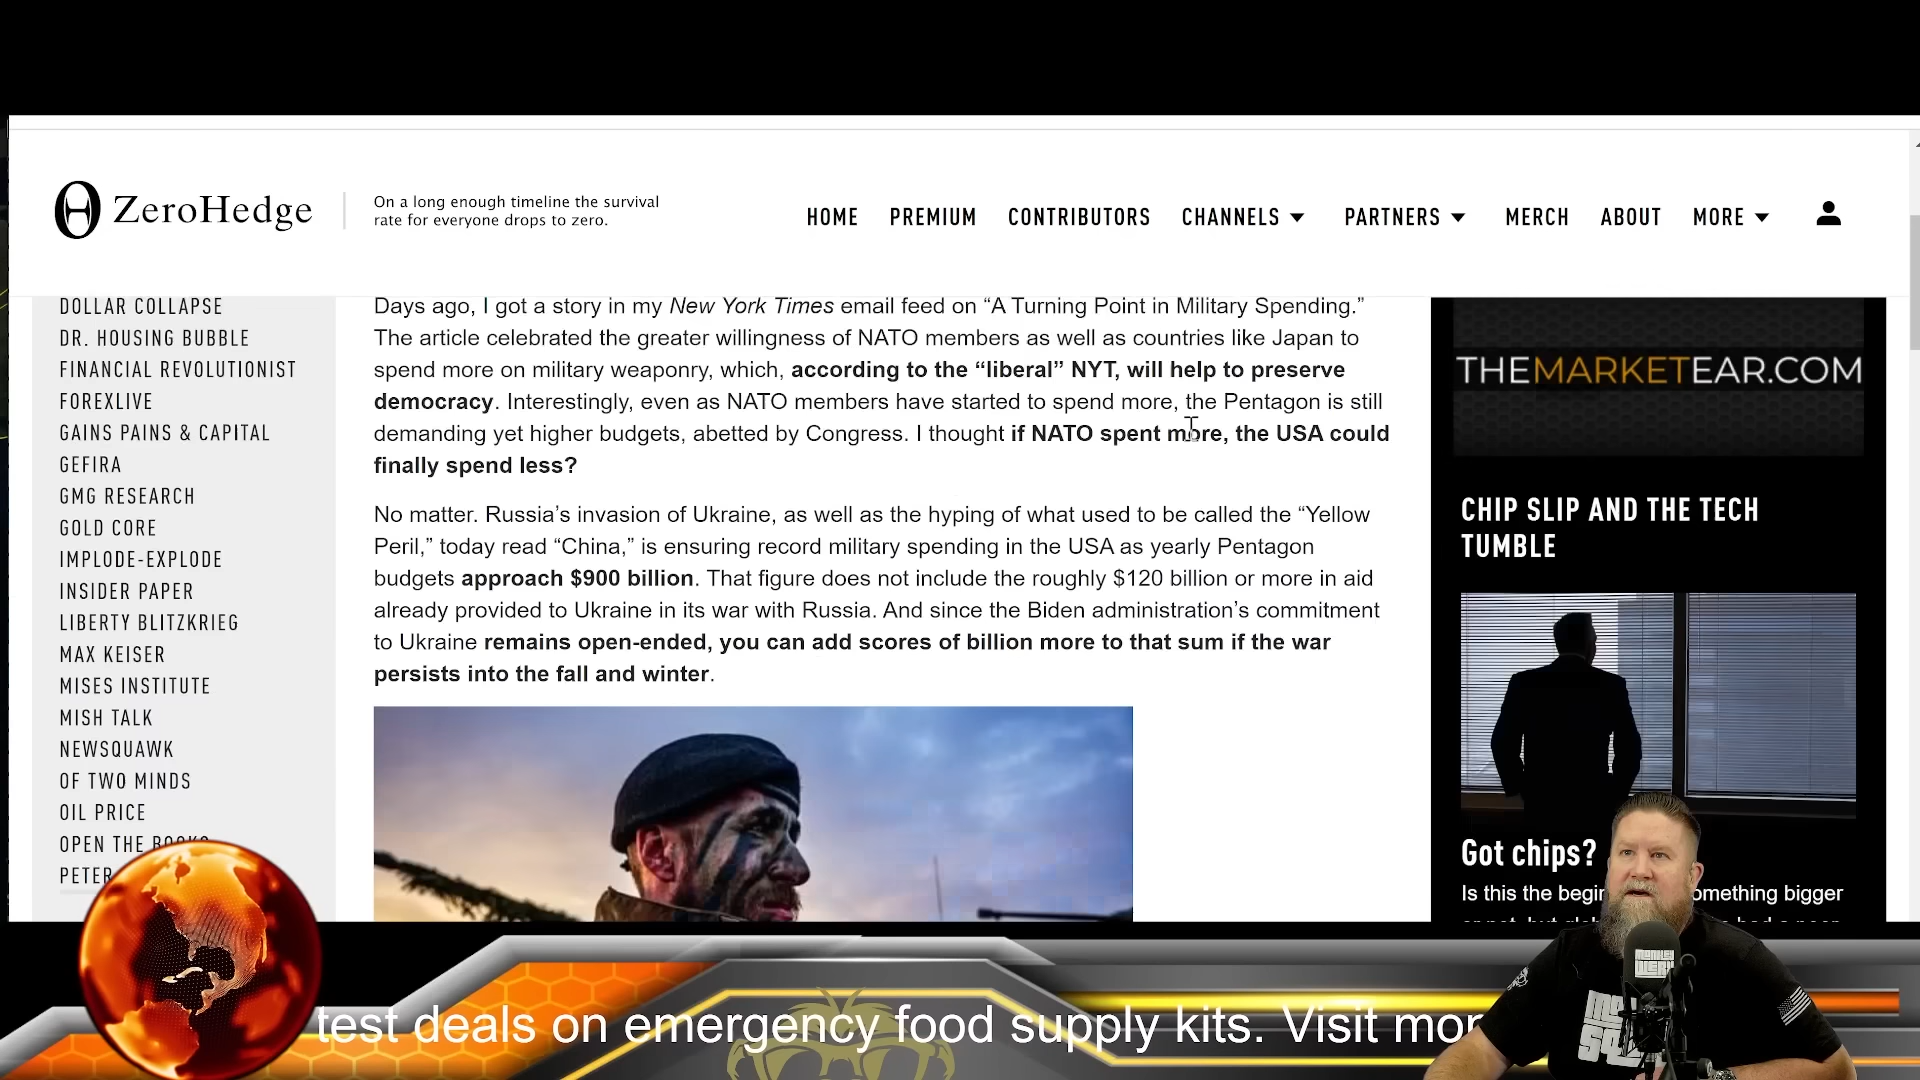 ZeroHedge
On a long enough timeline the survival
rate for everyone drops to zero.
HOME PREMIUM CONTRIBUTORS CHANNELS PARTNERS MERCH ABOUT MORE
DOLLAR COLLAPSE
DR. HOUSING BUBBLE
FINANCIAL REVOLUTIONIST
FOREXLIVE
GAINS PAINS & CAPITAL
GEFIRA
GMG RESEARCH
GOLD CORE
IMPLODE-EXPLODE
INSIDER PAPER
LIBERTY BLITZKRIEG
MAX KEISER
MISES INSTITUTE
MISH TALK
NEWSQUAWK
OF TWO MINDS
OIL PRICE
OPEN THE BOOKS
PETER
Days ago, I got a story in my New York Times email feed on “A Turning Point in Military Spending.”
The article celebrated the greater willingness of NATO members as well as countries like Japan to
spend more on military weaponry, which, according to the “liberal” NYT, will help to preserve
democracy. Interestingly, even as NATO members have started to spend more, the Pentagon is still
demanding yet higher budgets, abetted by Congress. I thought if NATO spent more, the USA could
finally spend less?
No matter. Russia’s invasion of Ukraine, as well as the hyping of what used to be called the “Yellow
Peril,” today read “China,” is ensuring record military spending in the USA as yearly Pentagon
budgets approach $900 billion. That figure does not include the roughly $120 billion or more in aid
already provided to Ukraine in its war with Russia. And since the Biden administration’s commitment
to Ukraine remains open-ended, you can add scores of billion more to that sum if the war
persists into the fall and winter.
THEMARKETEAR.COM
CHIP SLIP AND THE TECH
TUMBLE
Got chips?
Is this the begin omething bigger
test deals on emergency food supply kits. Visit mor